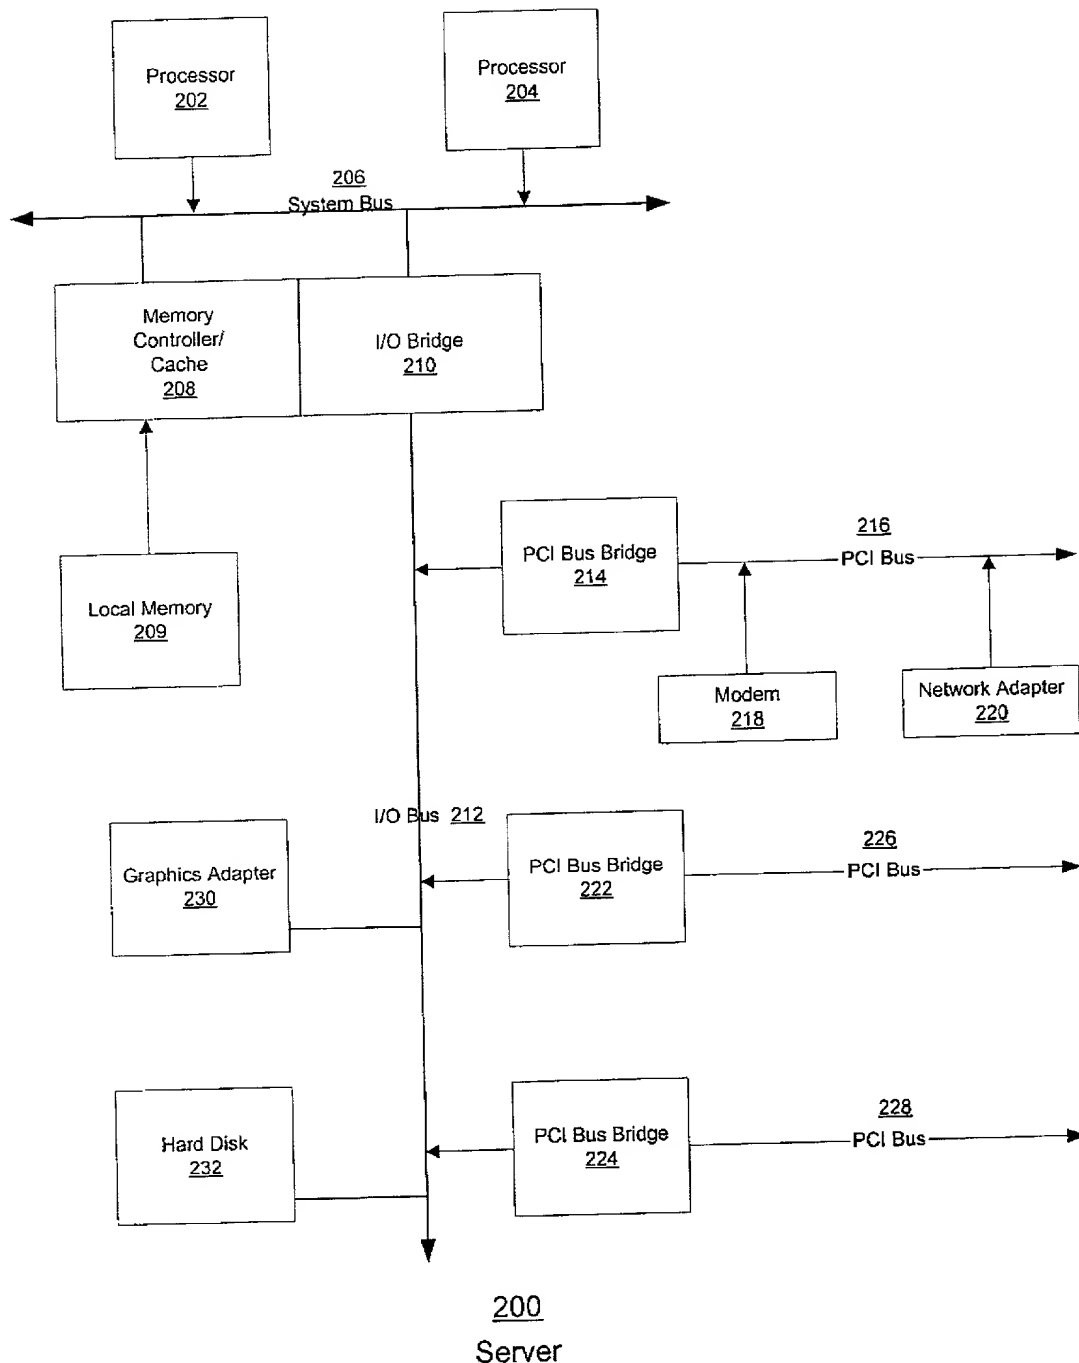 Processor
202
Processor
204
206
System Bus
Memory
Controller/
Cache
208
I/O Bridge
210
PCI Bus Bridge
214
216
PCI Bus
Local Memory
209
Modem
218
Network Adapter
220
I/O Bus 212
Graphics Adapter
230
PCI Bus Bridge
222
226
PCI Bus
Hard Disk
232
PCI Bus Bridge
224
228
PCI Bus
200
Server